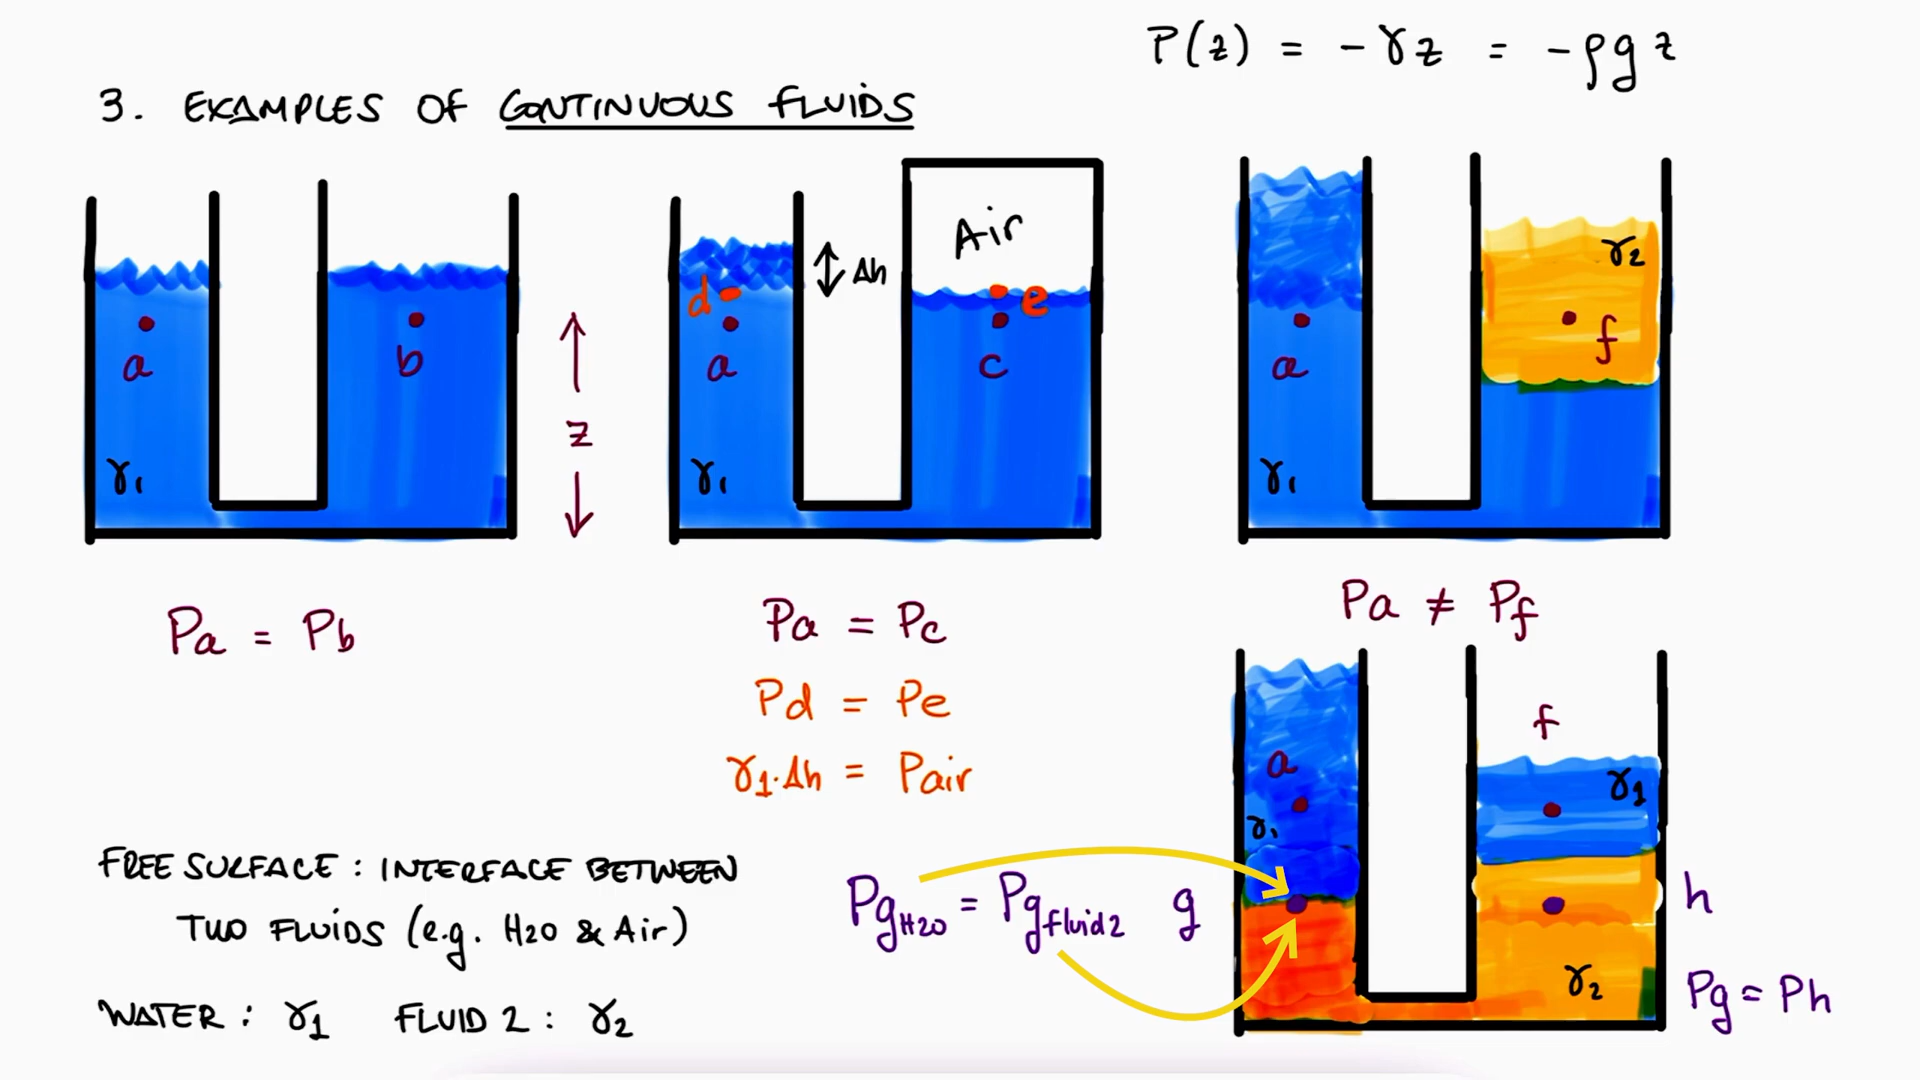 P(z) = -γz = -ρgz
3. EXAMPLES OF CONTINUOUS FLUIDS
a
b
γ1
z
Pa = Pb
Air
Δh
d
e
a
c
γ1
Pa = Pc
Pd = Pe
γ1·Δh = Pair
γ2
a
f
γ1
Pa ≠ Pf
f
a
γ1
γ1
PgH2O = Pgfluid2
g
h
γ2
Pg = Ph
FREE SURFACE: INTERFACE BETWEEN
TWO FLUIDS (e.g. H2O & Air)
WATER: γ1 FLUID 2: γ2